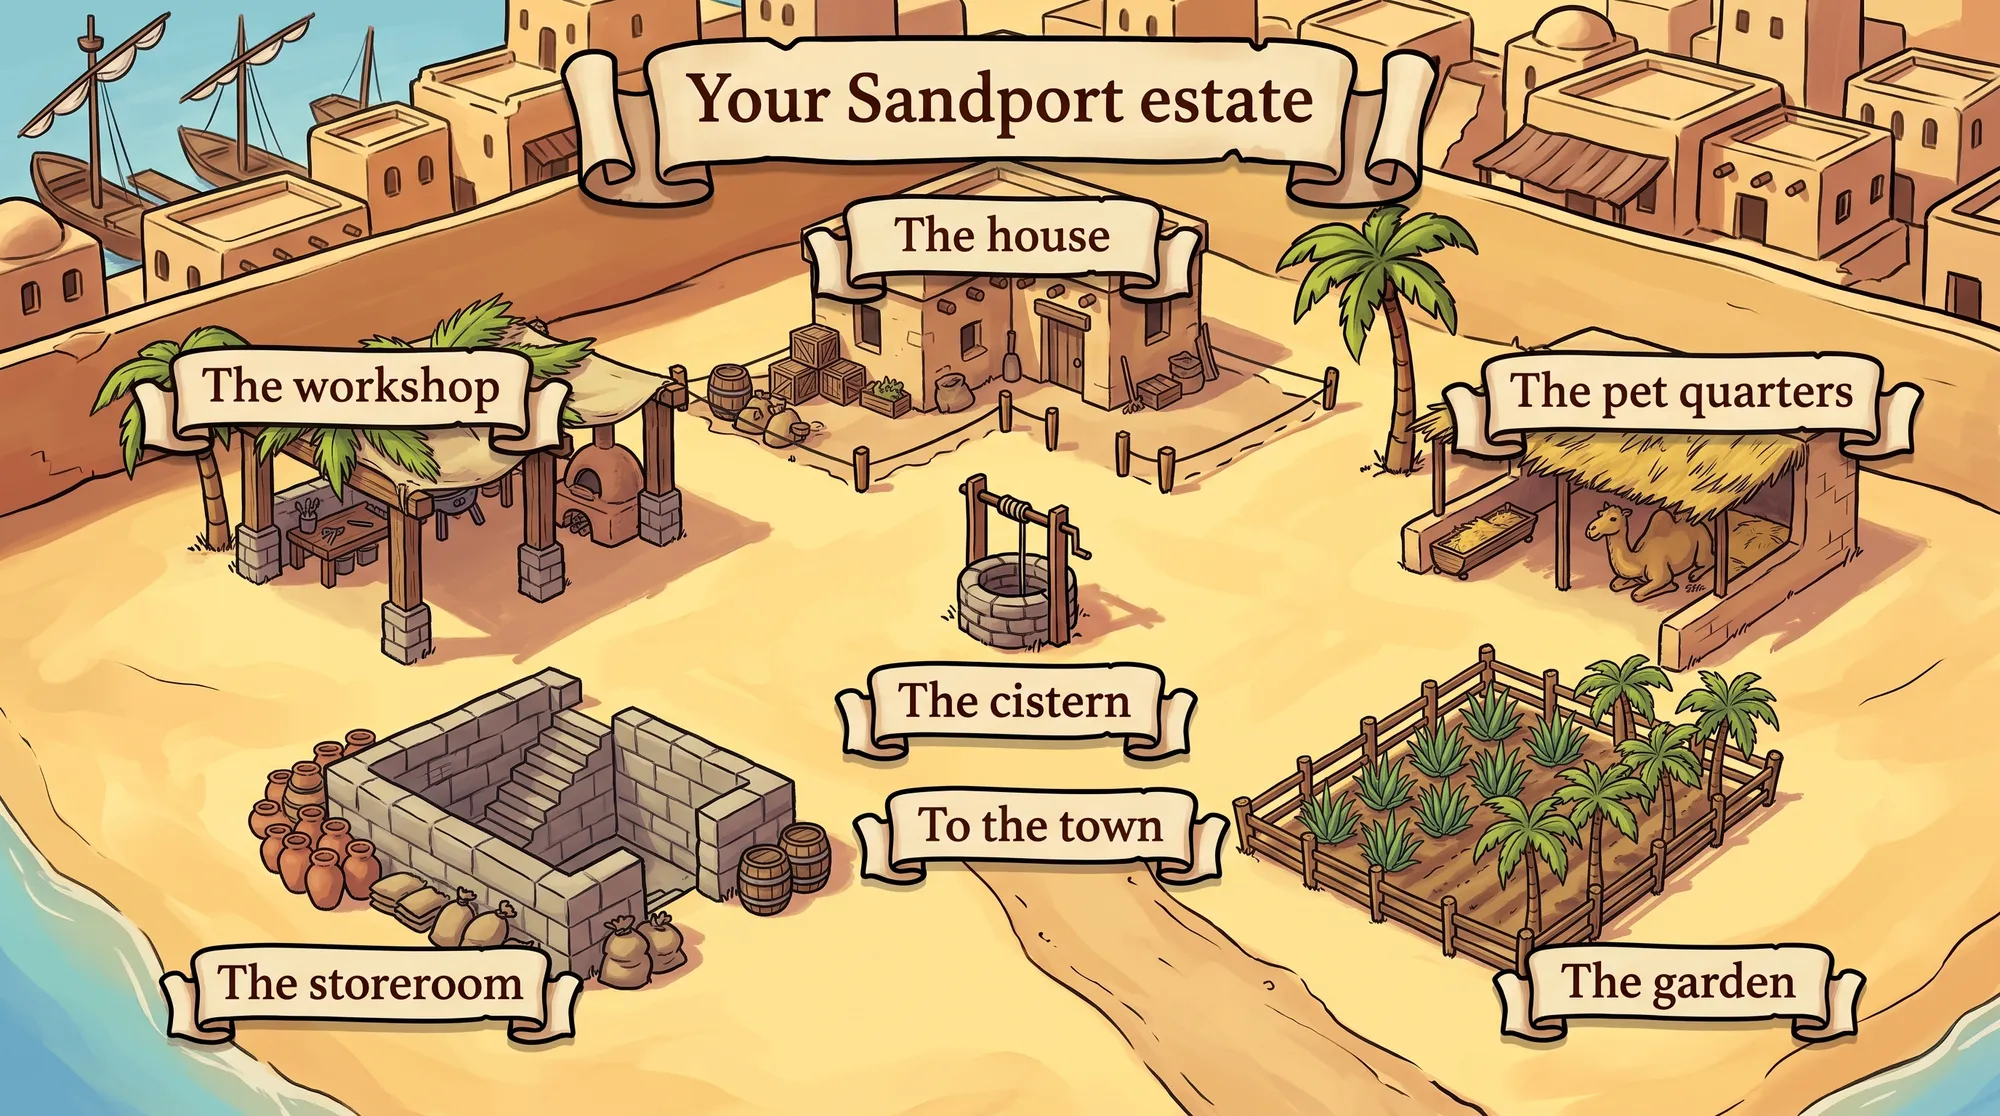 Your Sandport estate
The house
The workshop
The pet quarters
The cistern
To the town
The storeroom
The garden